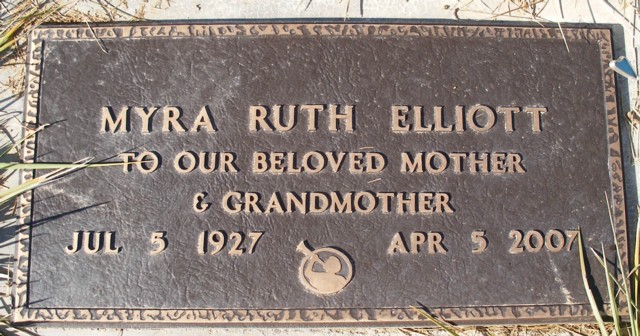 MYRA RUTH ELLIOTT
TO OUR BELOVED MOTHER
& GRANDMOTHER
JUL 5 1927 APR 5 2007